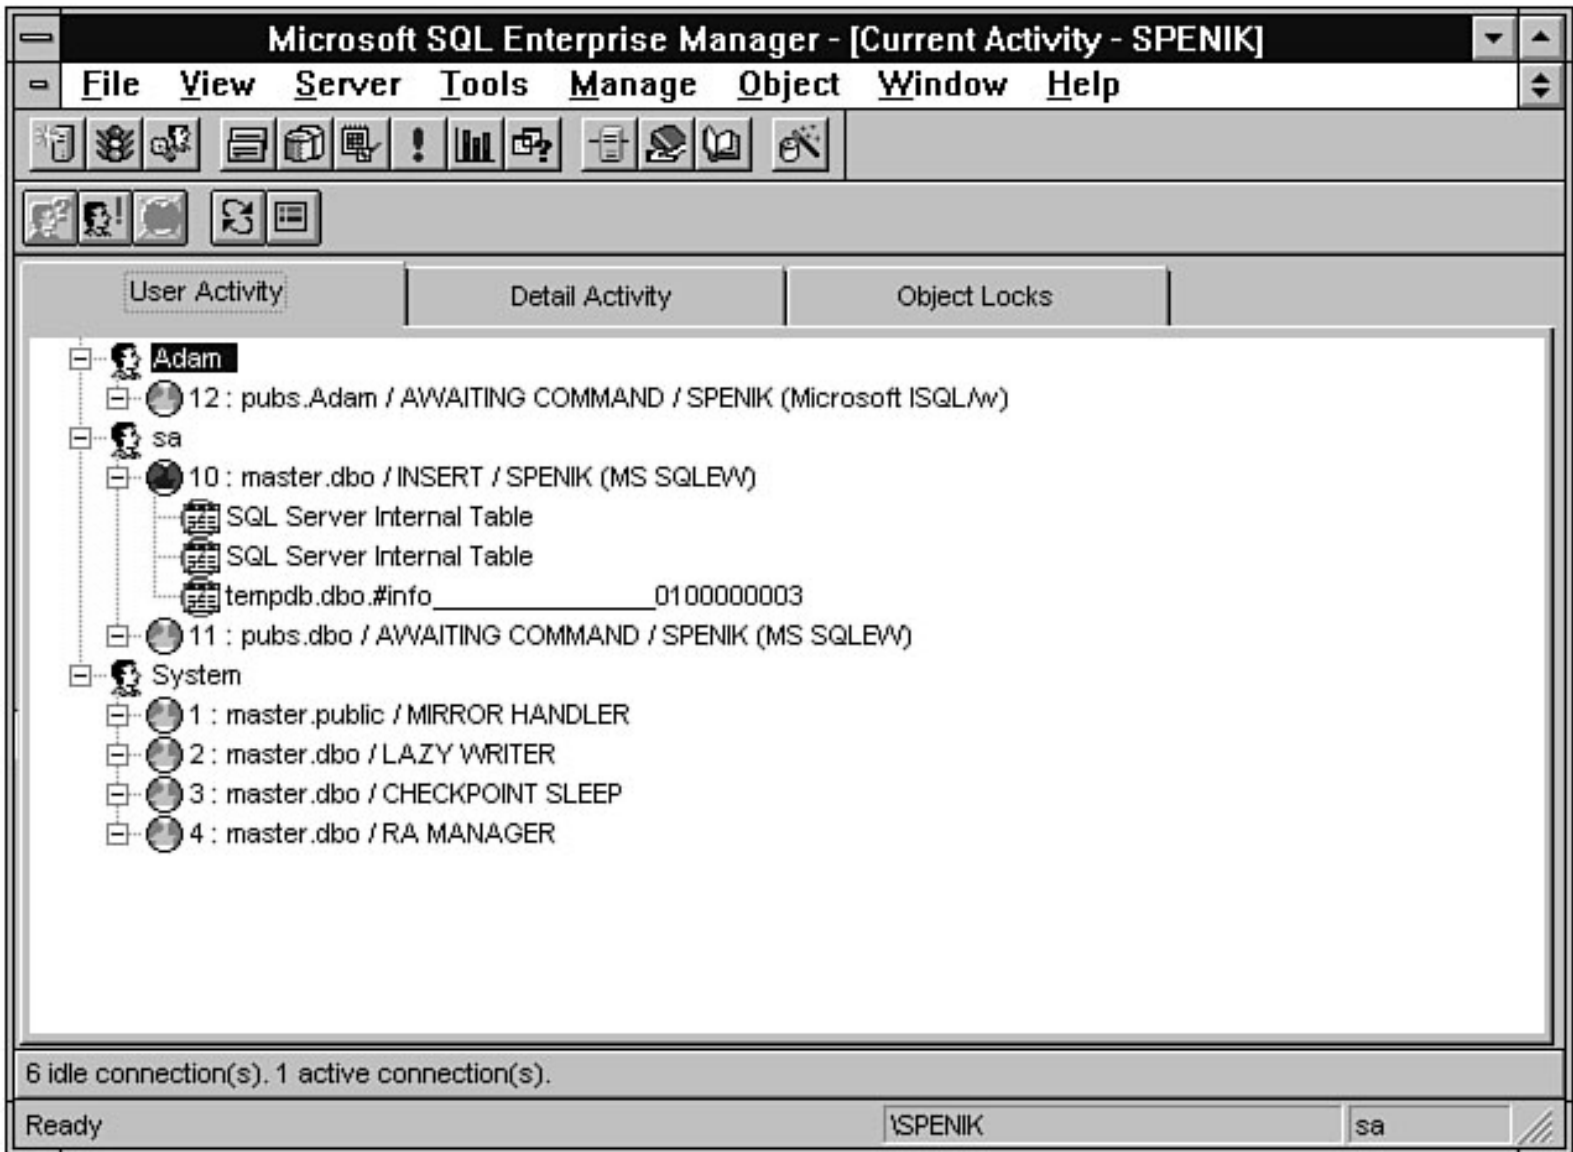 Microsoft SQL Enterprise Manager - [Current Activity - SPENIK]
File View Server Tools Manage Object Window Help
User Activity Detail Activity Object Locks
Adam
12 : pubs.Adam / AWAITING COMMAND / SPENIK (Microsoft ISQL/w)
sa
10 : master.dbo / INSERT / SPENIK (MS SQLEW)
SQL Server Internal Table
SQL Server Internal Table
tempdb.dbo.#info______________0100000003
11 : pubs.dbo / AWAITING COMMAND / SPENIK (MS SQLEW)
System
1 : master.public / MIRROR HANDLER
2 : master.dbo / LAZY WRITER
3 : master.dbo / CHECKPOINT SLEEP
4 : master.dbo / RA MANAGER
6 idle connection(s). 1 active connection(s).
Ready \SPENIK sa